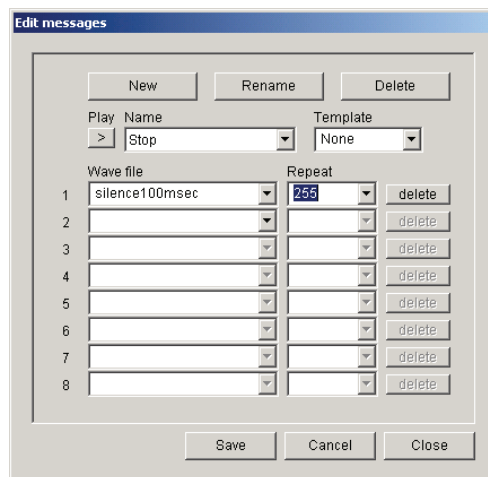 Edit messages
New Rename Delete
Play Name Template
> Stop None
Wave file Repeat
1 silence100msec 255 delete
2 delete
3 delete
4 delete
5 delete
6 delete
7 delete
8 delete
Save Cancel Close